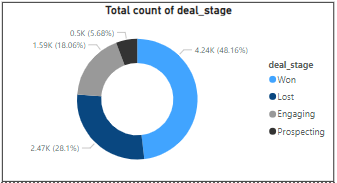 Total count of deal_stage
0.5K (5.68%)
1.59K (18.06%)
4.24K (48.16%)
deal_stage
Won
Lost
Engaging
Prospecting
2.47K (28.1%)